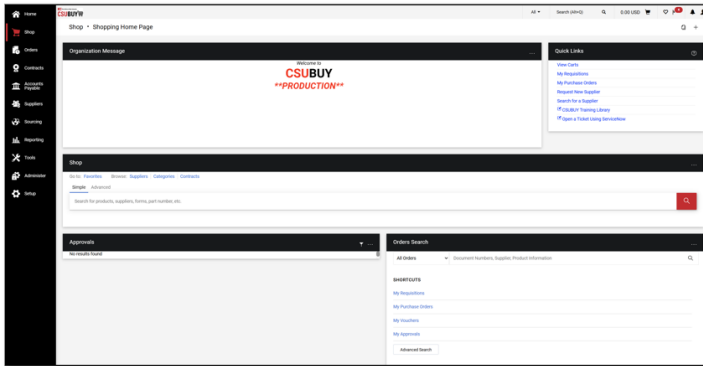 Home
Shop
Orders
Contracts
Accounts
Payable
Suppliers
Sourcing
Reporting
Tools
Administer
Setup
CSUBUY
All Search (Alt+Q) 0.00 USD
Shop • Shopping Home Page
Organization Message ...
Welcome to
CSUBUY
**PRODUCTION**
Quick Links
View Carts
My Requisitions
My Purchase Orders
Request New Supplier
Search for a Supplier
CSUBUY Training Library
Open a Ticket Using ServiceNow
Shop ...
Go to: Favorites Browse: Suppliers Categories Contracts
Simple Advanced
Search for products, suppliers, forms, part number, etc.
Approvals ...
No results found
Orders Search ...
All Orders Document Numbers, Supplier, Product Information
SHORTCUTS
My Requisitions
My Purchase Orders
My Vouchers
My Approvals
Advanced Search